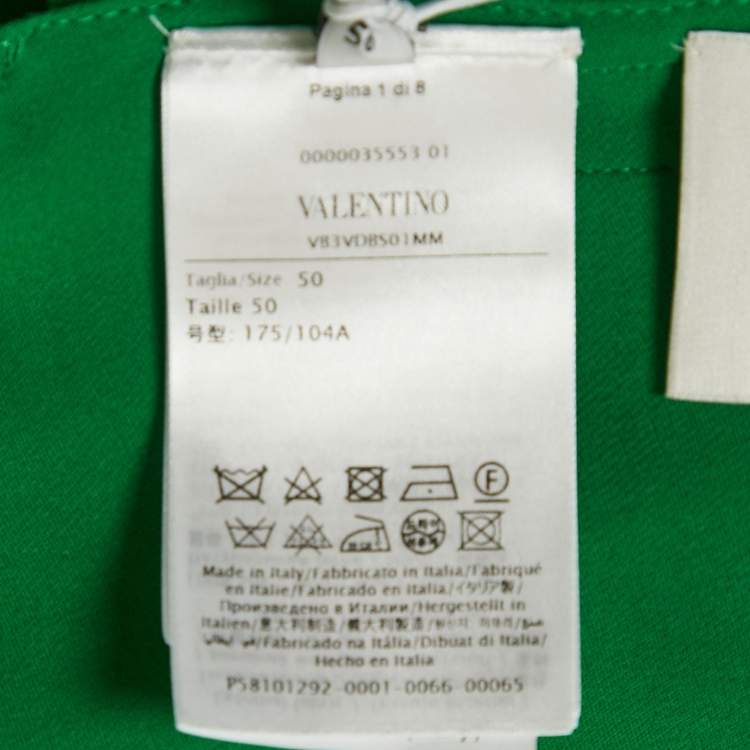 50
Pagina 1 di 8
0000035553 01
VALENTINO
VB3VDBS01MM
Taglia/Size 50
Taille 50
号型: 175/104A
F
Made in Italy/Fabbricato in Italia/Fabriqué
en Italie/Fabricado en Italia/イタリア製/
Произведено в Италии/Hergestellt in
Italien/意大利制造/義大利製造/
/Fabricado na Itália/Dibuat di Italia/
Hecho en Italia
P58101292-0001-0066-00065